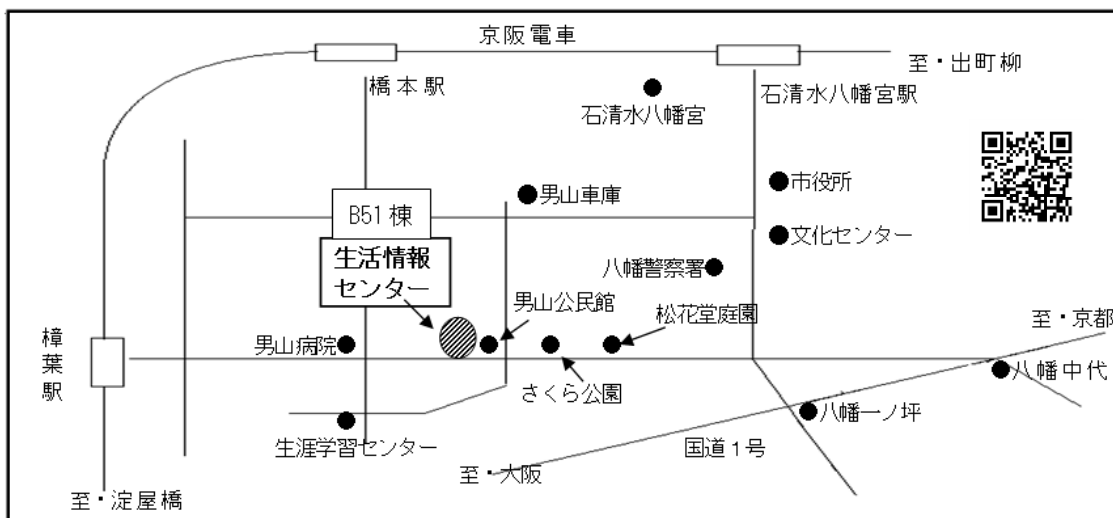 京阪電車
至・出町柳
橋本駅
石清水八幡宮駅
石清水八幡宮
市役所
男山車庫
B51棟
文化センター
生活情報
センター
八幡警察署
男山公民館
松花堂庭園
至・京都
樟葉駅
男山病院
八幡中代
さくら公園
八幡一ノ坪
生涯学習センター
国道1号
至・大阪
至・淀屋橋